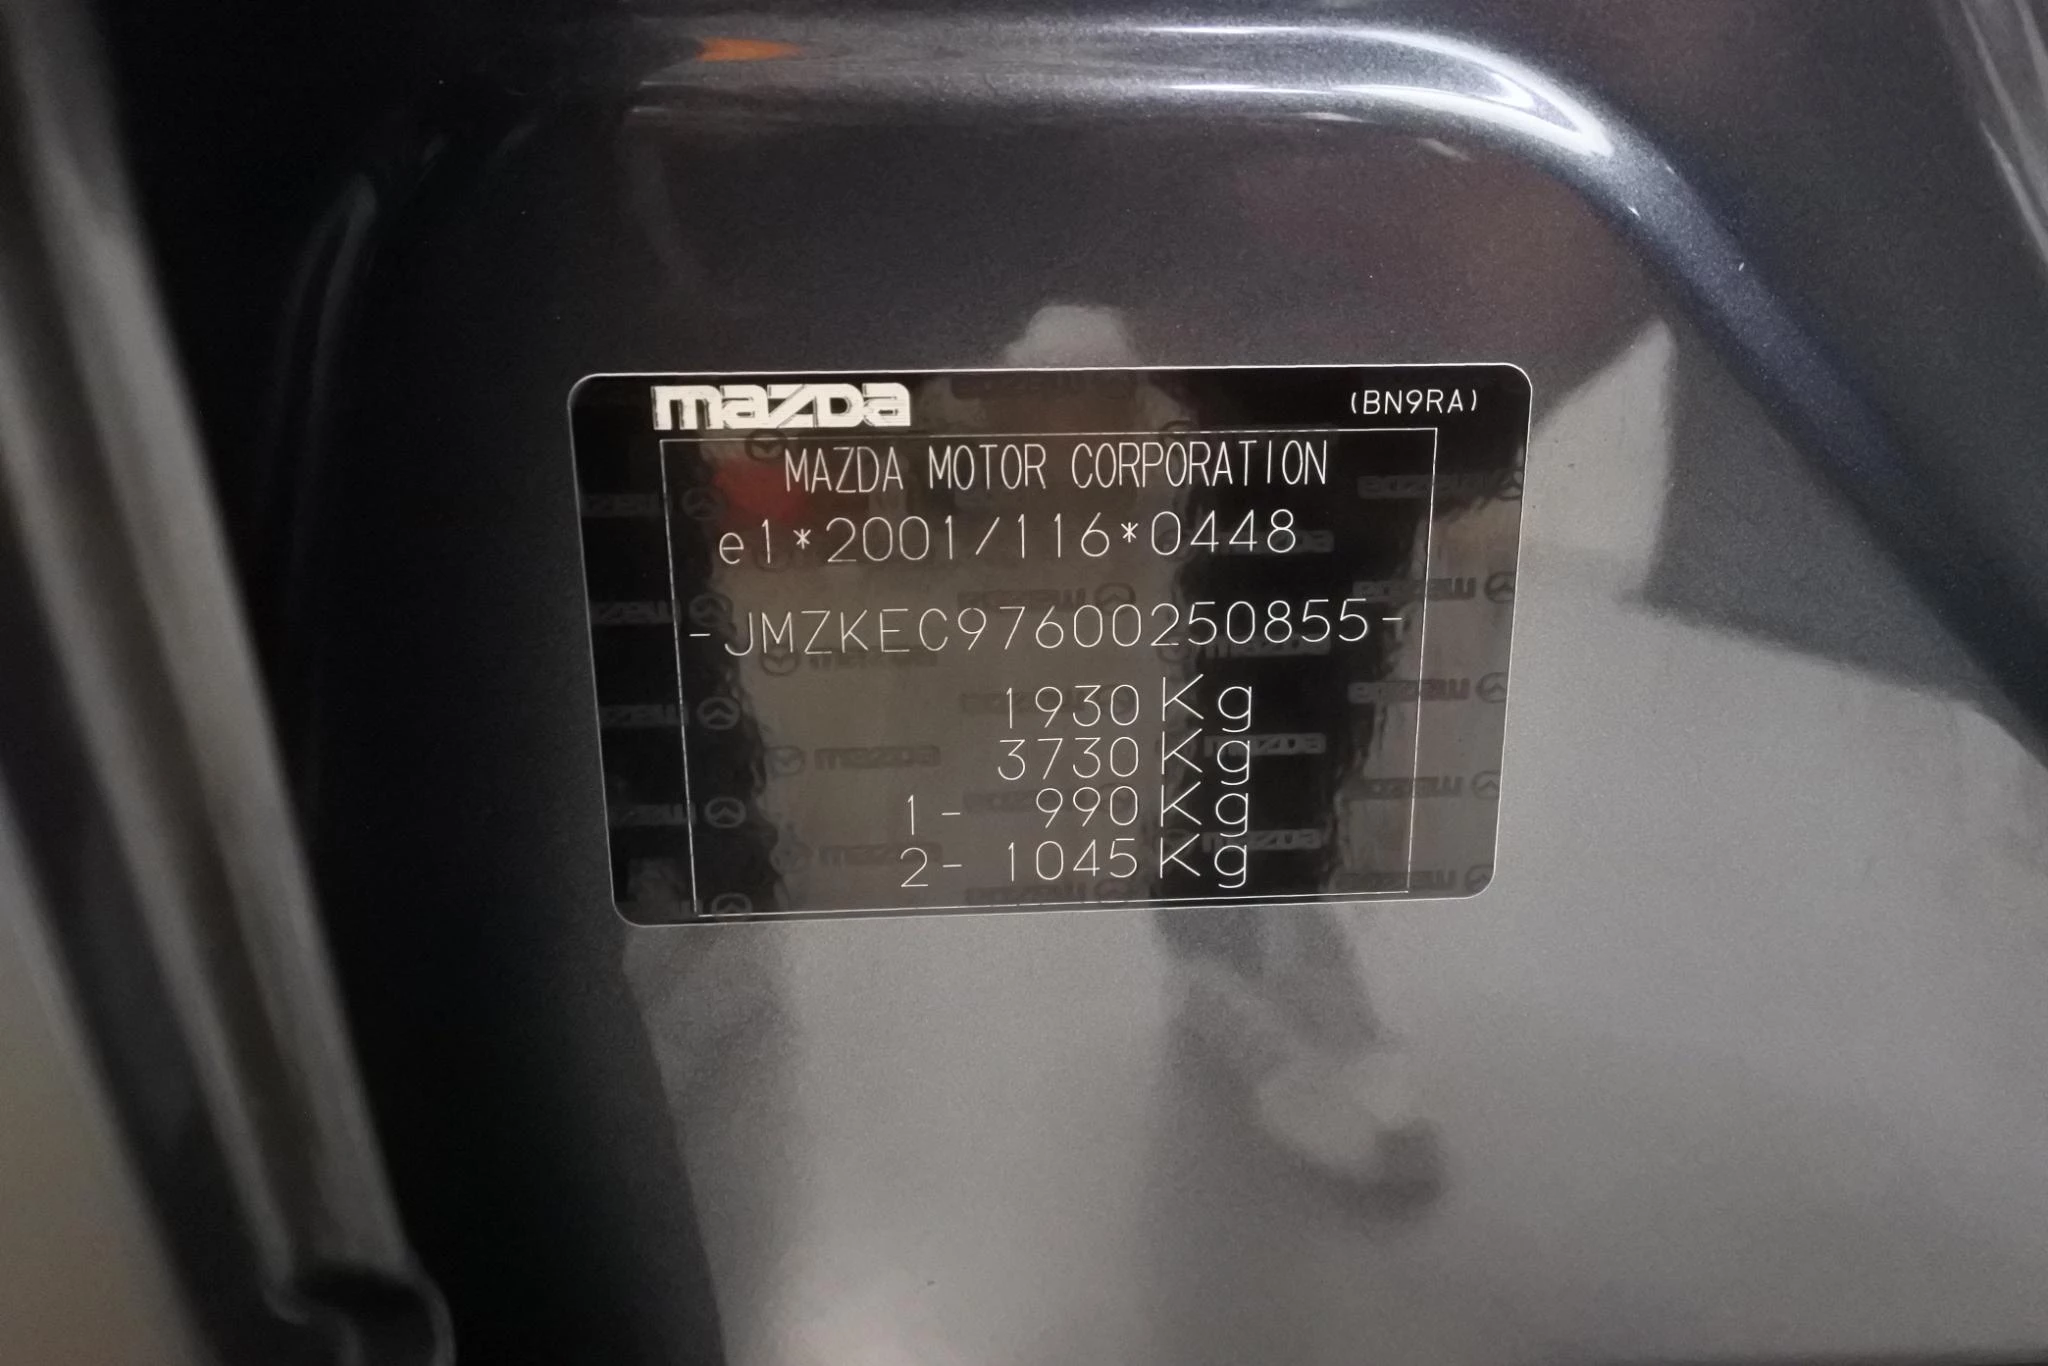 mazda (BN9RA)
MAZDA MOTOR CORPORATION
e1*2001/116*0448
-JMZKEC97600250855-
1930 Kg
3730 Kg
1- 990 Kg
2- 1045 Kg